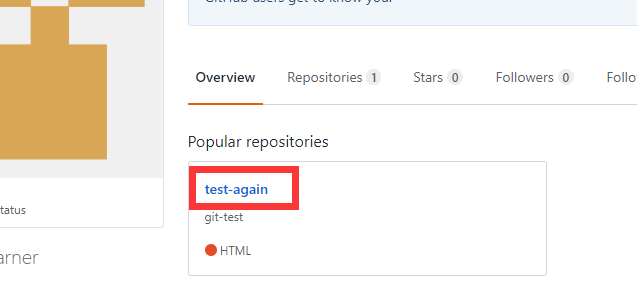 GitHub users get to know your
Overview Repositories 1 Stars 0 Followers 0 Follo
Popular repositories
test-again
git-test
HTML
tatus
arner